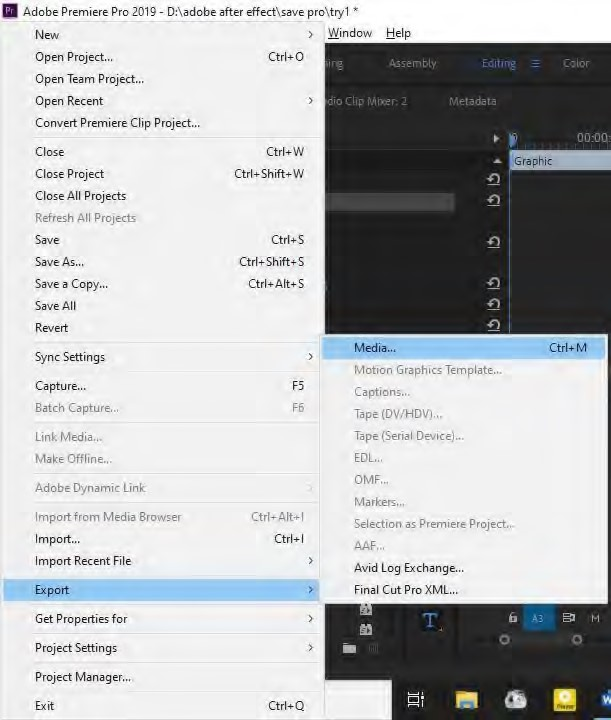 Pr Adobe Premiere Pro 2019 - D:\adobe after effect\save pro\try1 *
Window Help
New
Open Project... Ctrl+O
Open Team Project...
Open Recent
Convert Premiere Clip Project...
Close Ctrl+W
Close Project Ctrl+Shift+W
Close All Projects
Refresh All Projects
Save Ctrl+S
Save As... Ctrl+Shift+S
Save a Copy... Ctrl+Alt+S
Save All
Revert
Sync Settings
Capture... F5
Batch Capture... F6
Link Media...
Make Offline...
Adobe Dynamic Link
Import from Media Browser Ctrl+Alt+I
Import... Ctrl+I
Import Recent File
Export
Get Properties for
Project Settings
Project Manager...
Exit Ctrl+Q
Assembly Editing Color
Clip Mixer: 2 Metadata
00:00:
Graphic
Media... Ctrl+M
Motion Graphics Template...
Captions...
Tape (DV/HDV)...
Tape (Serial Device)...
EDL...
OMF...
Markers...
Selection as Premiere Project...
AAF...
Avid Log Exchange...
Final Cut Pro XML...
T A3 M